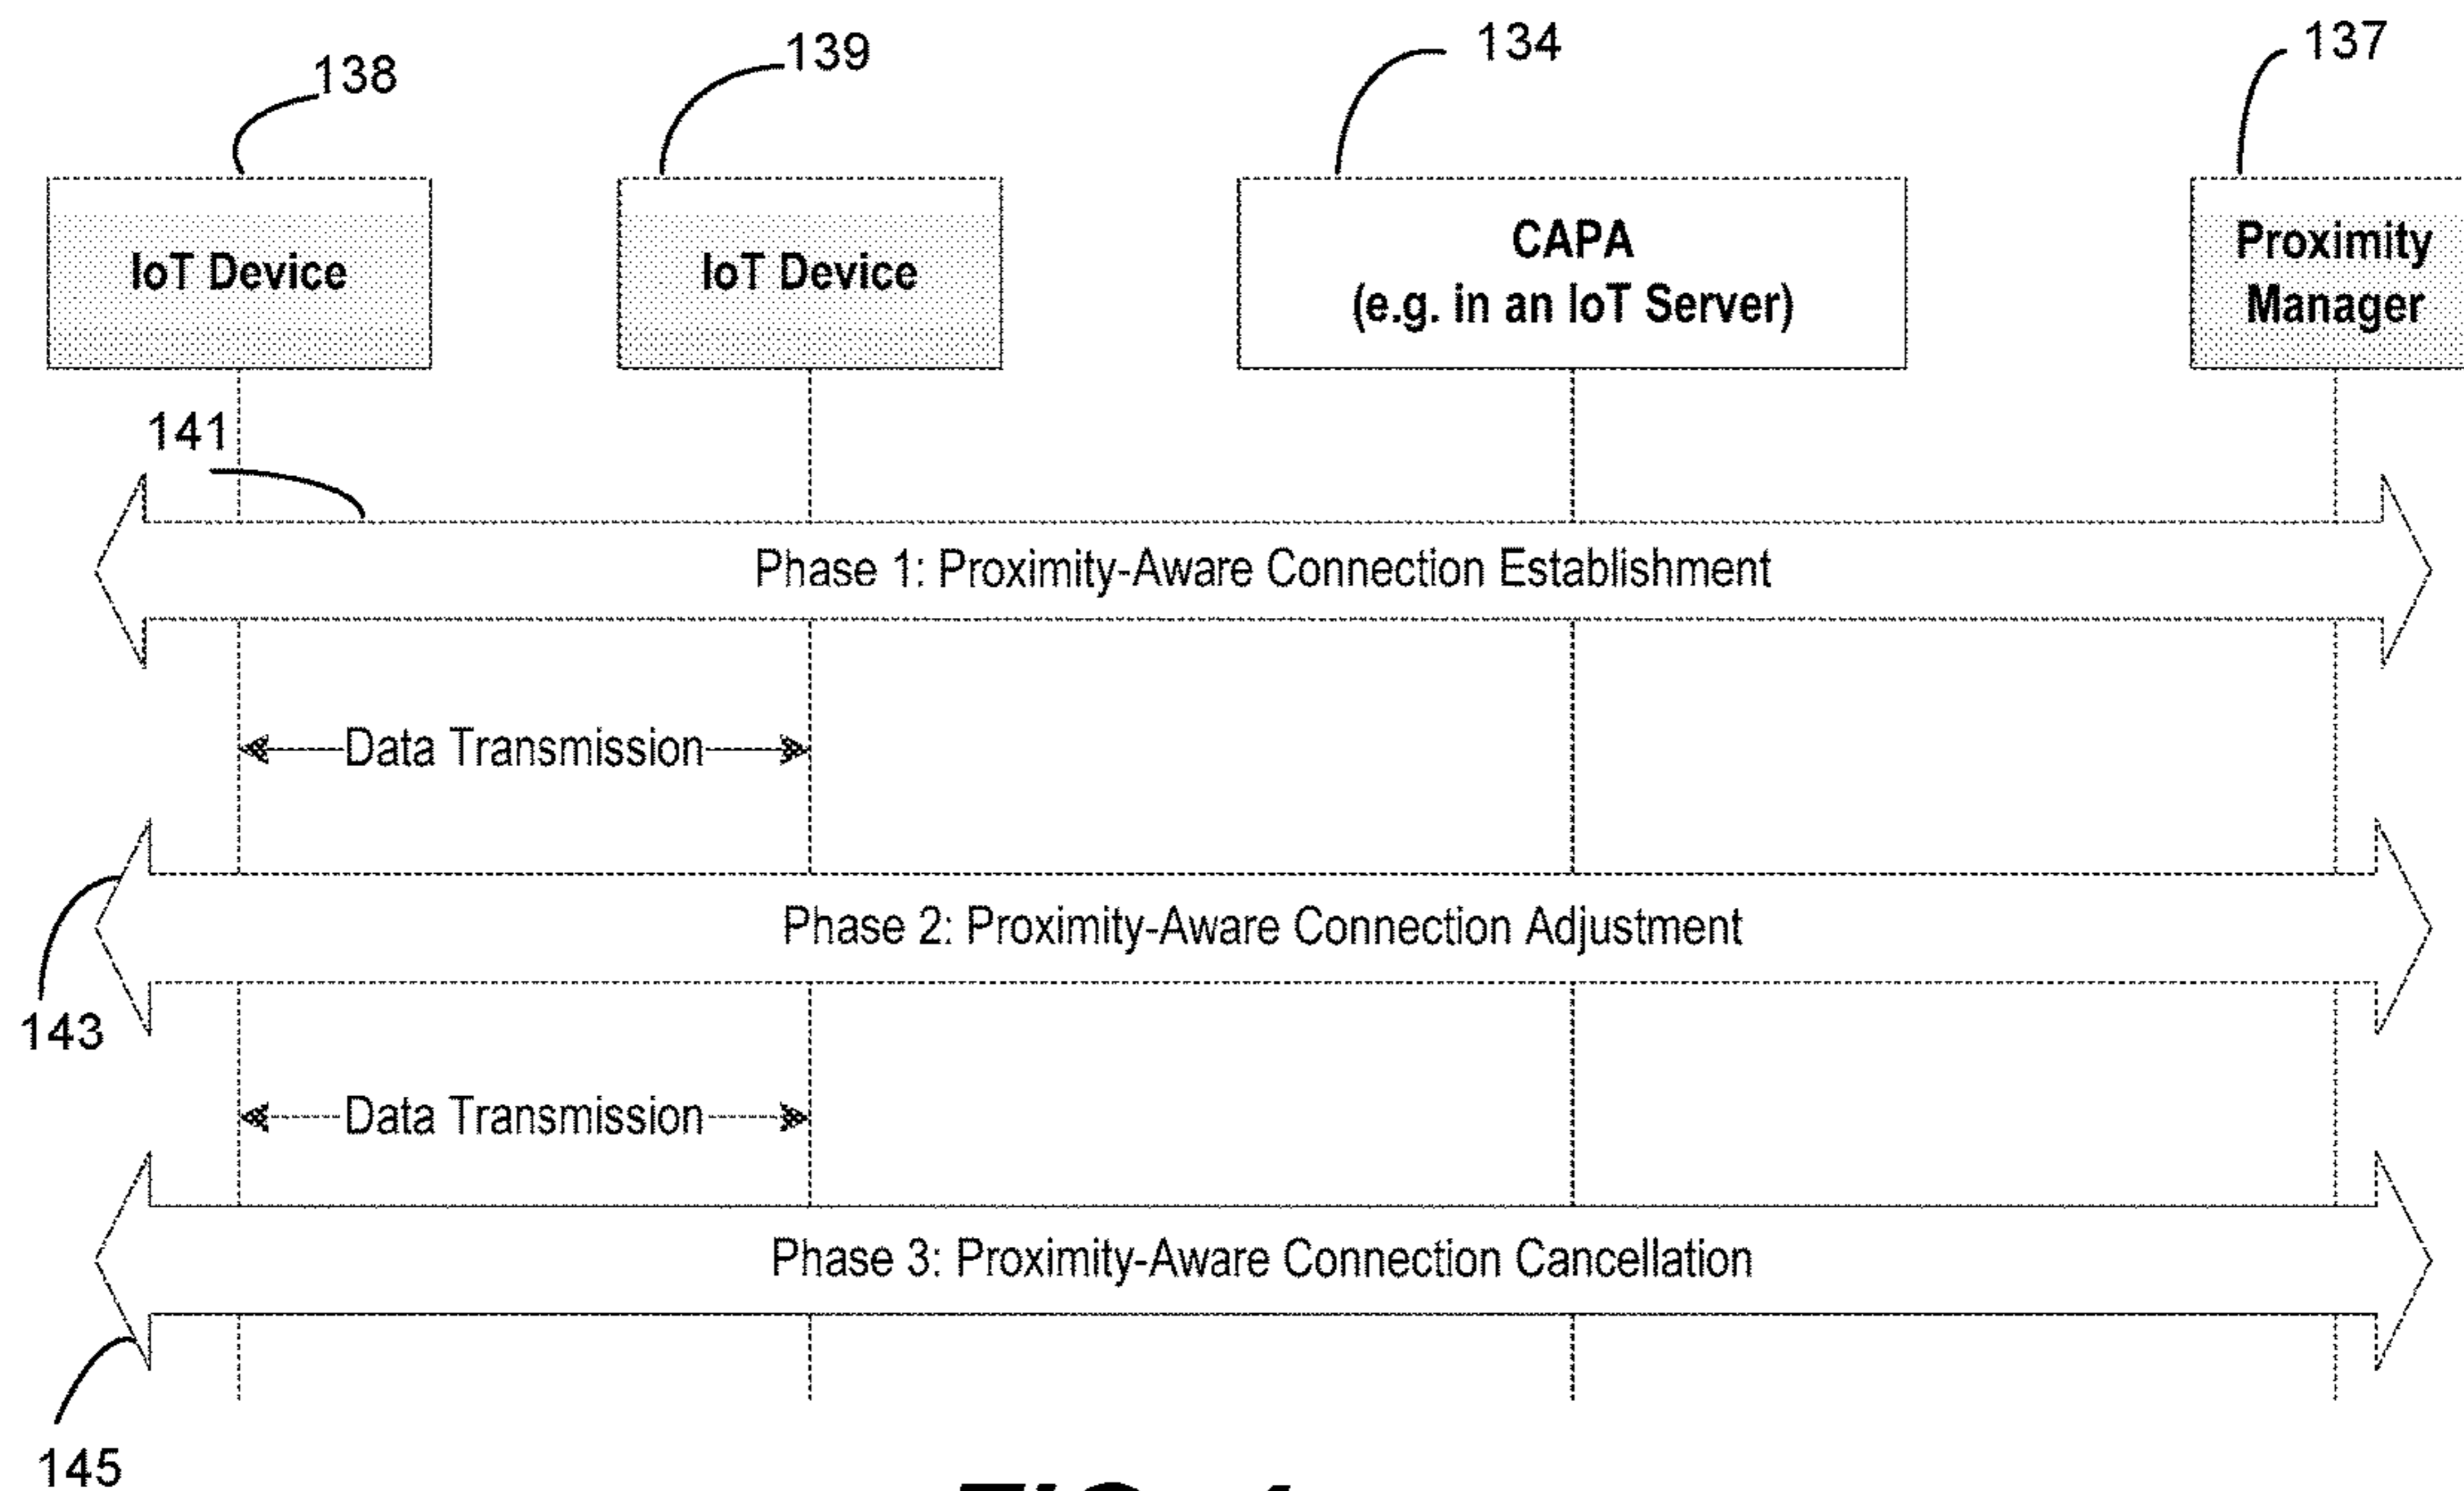 138
139
134
137
IoT Device
IoT Device
CAPA
(e.g. in an IoT Server)
Proximity
Manager
141
Phase 1: Proximity-Aware Connection Establishment
Data Transmission
Phase 2: Proximity-Aware Connection Adjustment
143
Data Transmission
Phase 3: Proximity-Aware Connection Cancellation
145